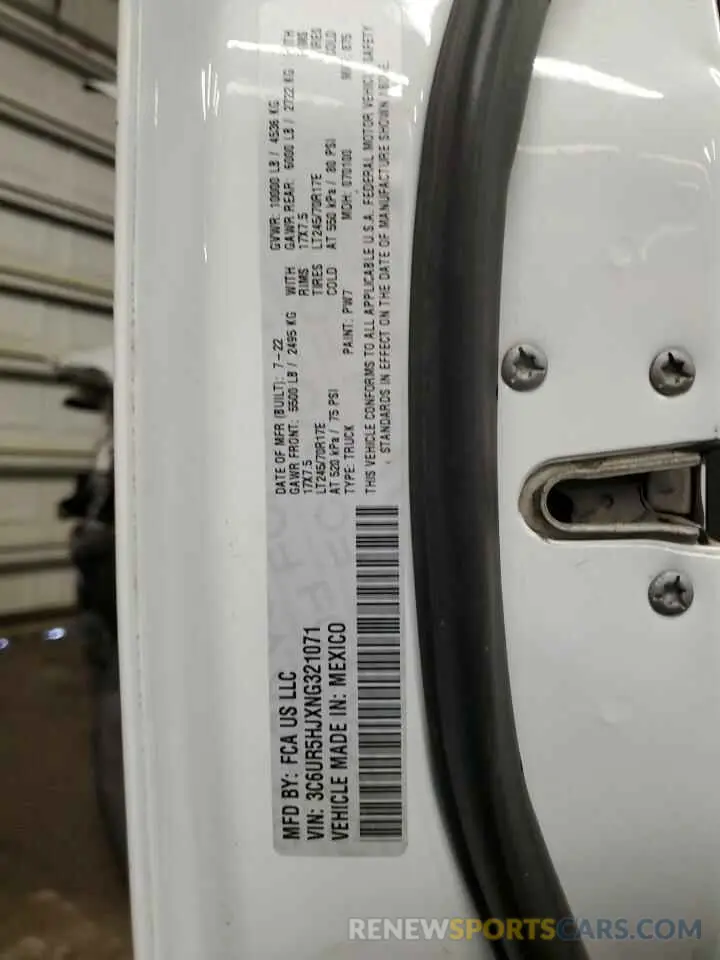 MFD BY: FCA US LLC
VIN: 3C6UR5HJXNG321071
VEHICLE MADE IN: MEXICO
DATE OF MFR (BUILT): 7-22
GAWR FRONT: 5500 LB / 2495 KG WITH
17X7.5 RIMS
LT245/70R17E TIRES
AT 520 kPa / 75 PSI COLD
TYPE: TRUCK PAINT: PW7
GVWR: 10000 LB / 4536 KG
GAWR REAR: 6000 LB / 2722 KG
17X7.5
LT245/70R17E
AT 550 kPa / 80 PSI COLD
MDH: 070100
THIS VEHICLE CONFORMS TO ALL APPLICABLE U.S.A. FEDERAL MOTOR VEHICLE SAFETY
STANDARDS IN EFFECT ON THE DATE OF MANUFACTURE SHOWN
RENEWSPORTSCARS.COM